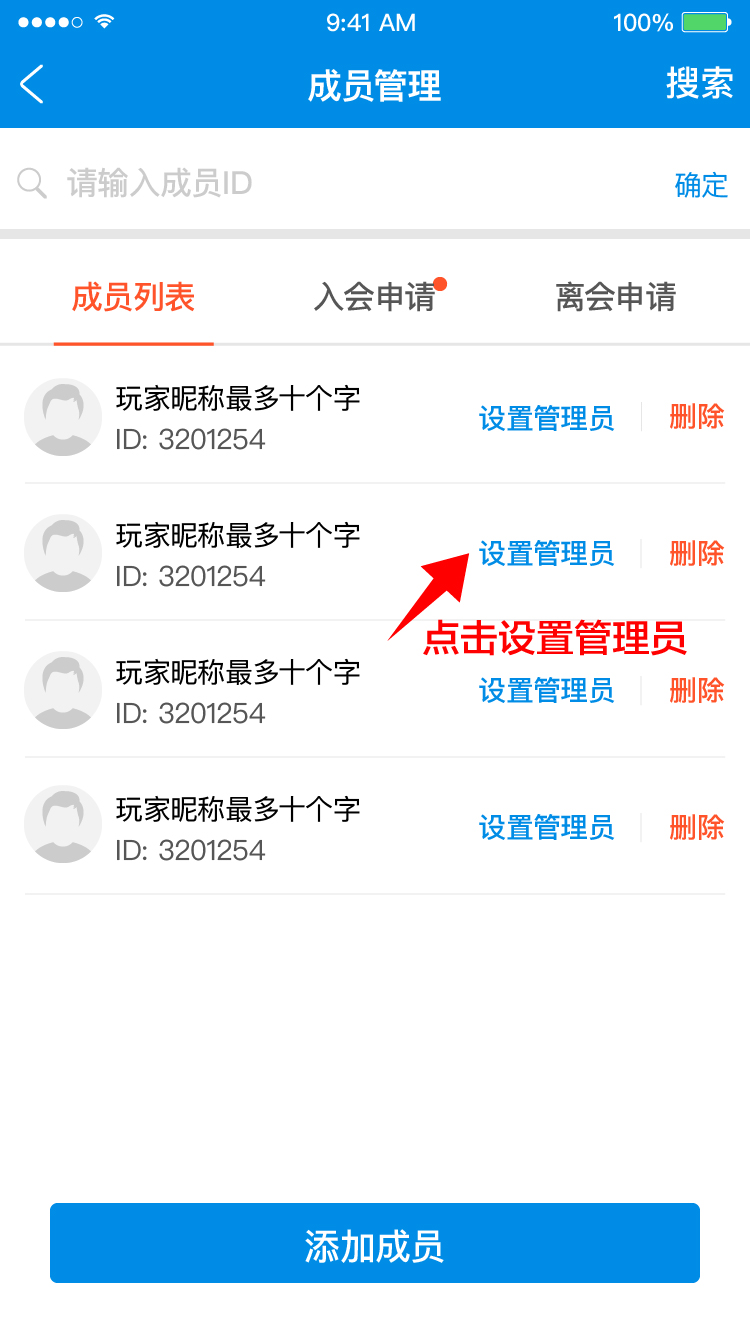 9:41 AM 100%
成员管理 搜索
请输入成员ID 确定
成员列表 入会申请 离会申请
玩家昵称最多十个字
ID: 3201254
设置管理员 删除
玩家昵称最多十个字
ID: 3201254
设置管理员 删除
点击设置管理员
玩家昵称最多十个字
ID: 3201254
设置管理员 删除
玩家昵称最多十个字
ID: 3201254
设置管理员 删除
添加成员